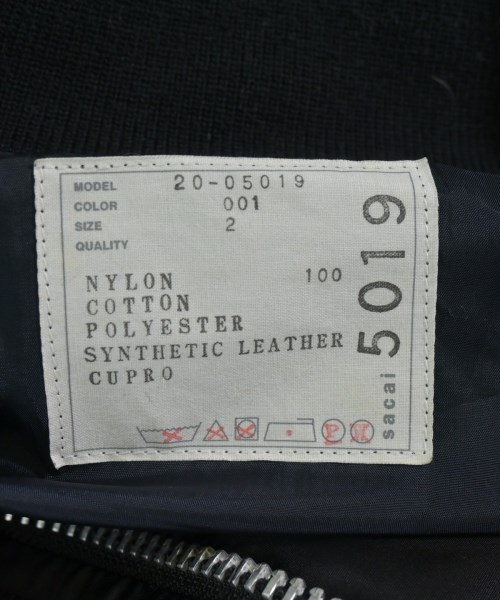 MODEL 20-05019
COLOR 001
SIZE 2
QUALITY
NYLON 100
COTTON
POLYESTER
SYNTHETIC LEATHER
CUPRO
P
sacai 5019